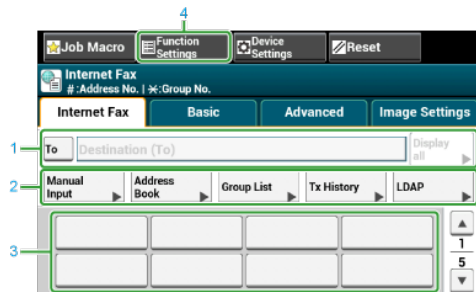 4
Job Macro
Function
Settings
Device
Settings
Reset
Internet Fax
#:Address No. | ✳:Group No.
Internet Fax
Basic
Advanced
Image Settings
1
To
Destination (To)
Display
all
2
Manual
Input
Address
Book
Group List
Tx History
LDAP
3
1
5